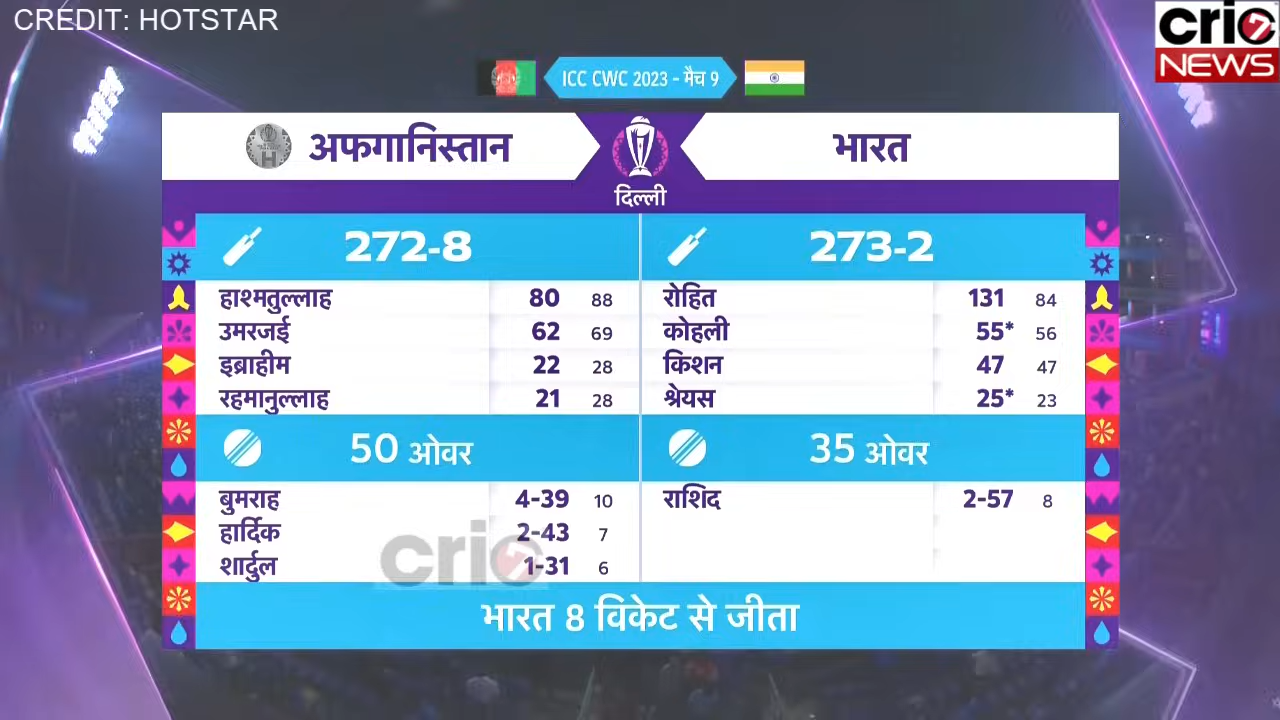 CREDIT: HOTSTAR
cric7
NEWS
ICC CWC 2023 - मैच 9
H
अफगानिस्तान
भारत
दिल्ली
272-8
273-2
हाश्मतुल्लाह 80 88
रोहित 131 84
उमरजई 62 69
कोहली 55* 56
इब्राहीम 22 28
किशन 47 47
रहमानुल्लाह 21 28
श्रेयस 25* 23
50 ओवर
35 ओवर
बुमराह 4-39 10
राशिद 2-57 8
हार्दिक 2-43 7
शार्दुल 1-31 6
cric7
भारत 8 विकेट से जीता